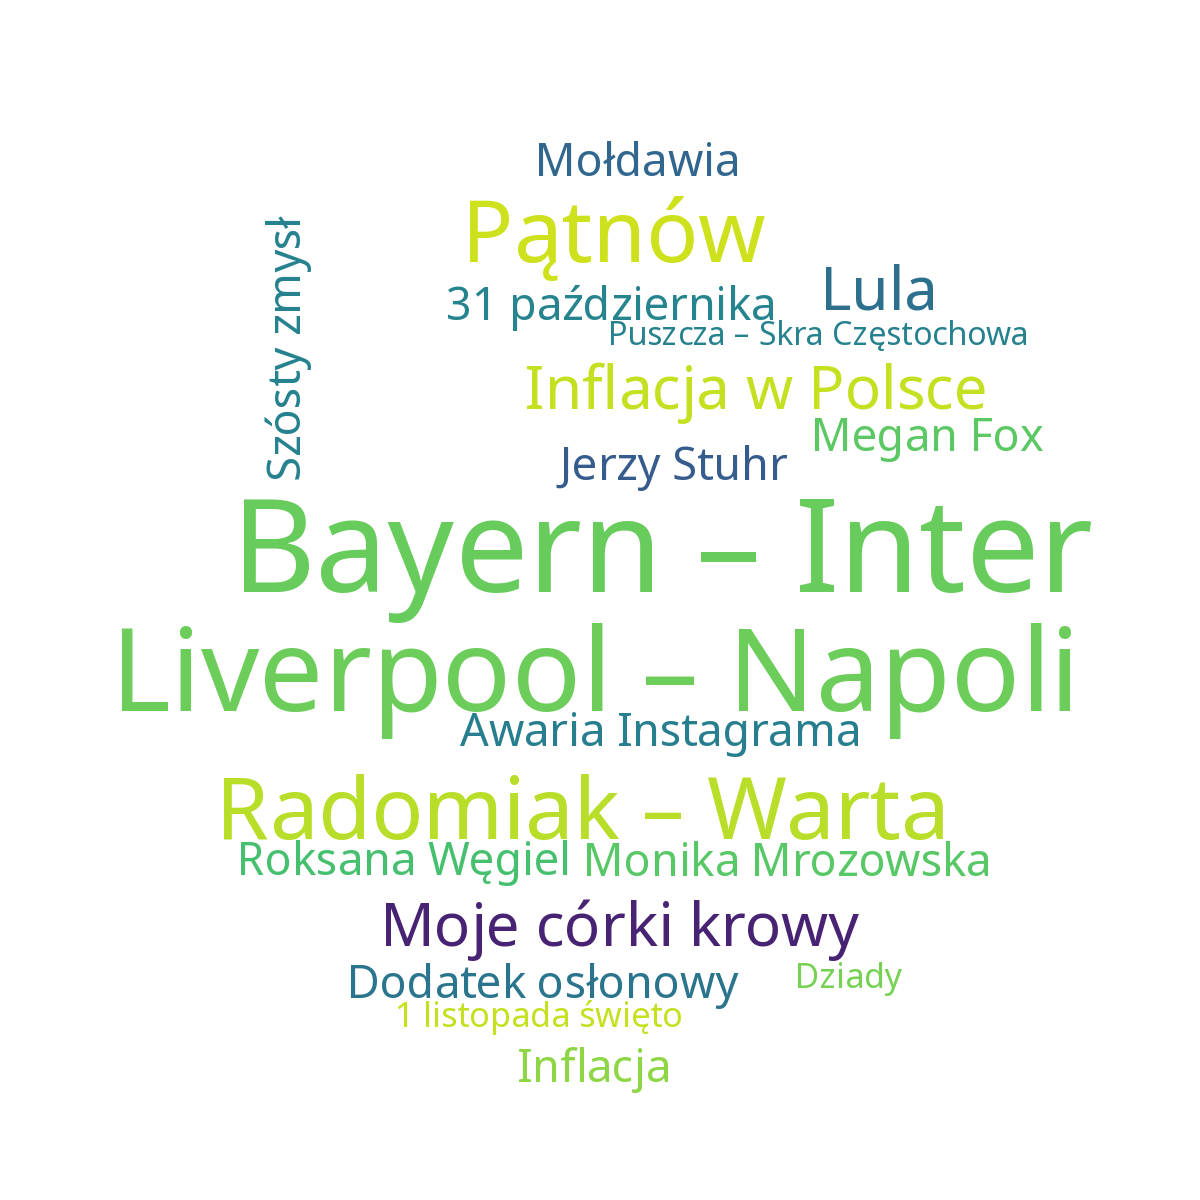 Mołdawia
Pątnów
Szósty zmysł
Lula
31 października
Puszcza – Skra Częstochowa
Inflacja w Polsce
Megan Fox
Jerzy Stuhr
Bayern – Inter
Liverpool – Napoli
Awaria Instagrama
Radomiak – Warta
Roksana Węgiel
Monika Mrozowska
Moje córki krowy
Dodatek osłonowy
Dziady
1 listopada święto
Inflacja